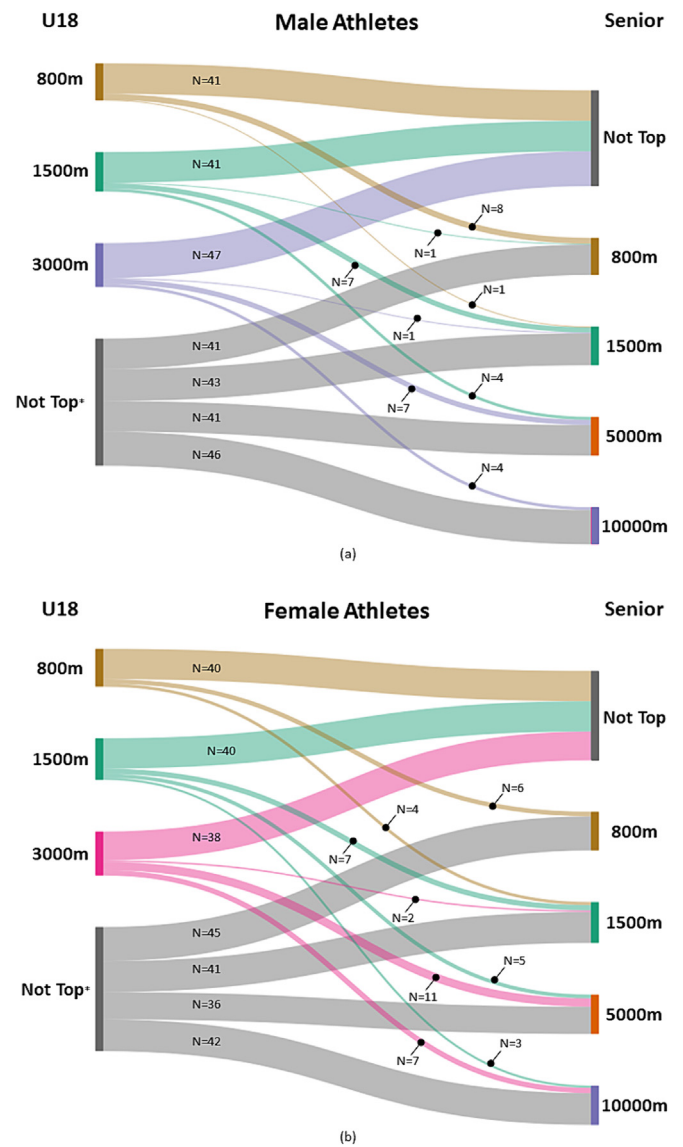 U18 Male Athletes Senior
800m
N=41
Not Top
1500m
N=41
N=8
N=1
800m
3000m
N=47
N=7
N=1
N=1
1500m
N=41
Not Top*
N=43
N=4
N=7
5000m
N=41
N=46
N=4
10000m
(a)
U18 Female Athletes Senior
800m
N=40
Not Top
1500m
N=40
N=6
800m
N=4
3000m
N=38
N=7
N=2
1500m
N=45
Not Top*
N=41
N=5
N=11
5000m
N=36
N=42
N=3
N=7
10000m
(b)